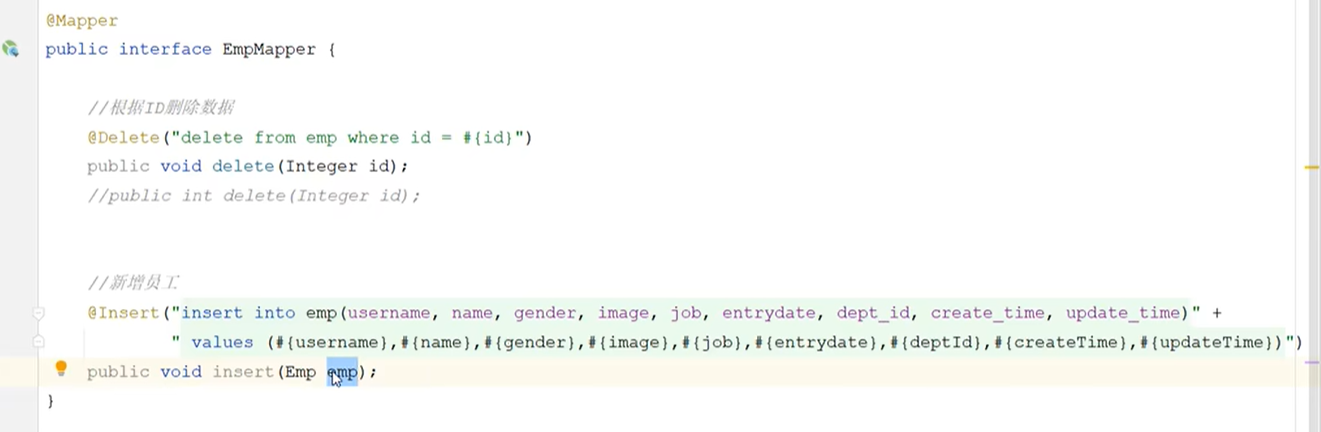 @Mapper
public interface EmpMapper {
//根据ID删除数据
@Delete("delete from emp where id = #{id}")
public void delete(Integer id);
//public int delete(Integer id);
//新增员工
@Insert("insert into emp(username, name, gender, image, job, entrydate, dept_id, create_time, update_time)" +
" values (#{username},#{name},#{gender},#{image},#{job},#{entrydate},#{deptId},#{createTime},#{updateTime})")
public void insert(Emp emp);
}